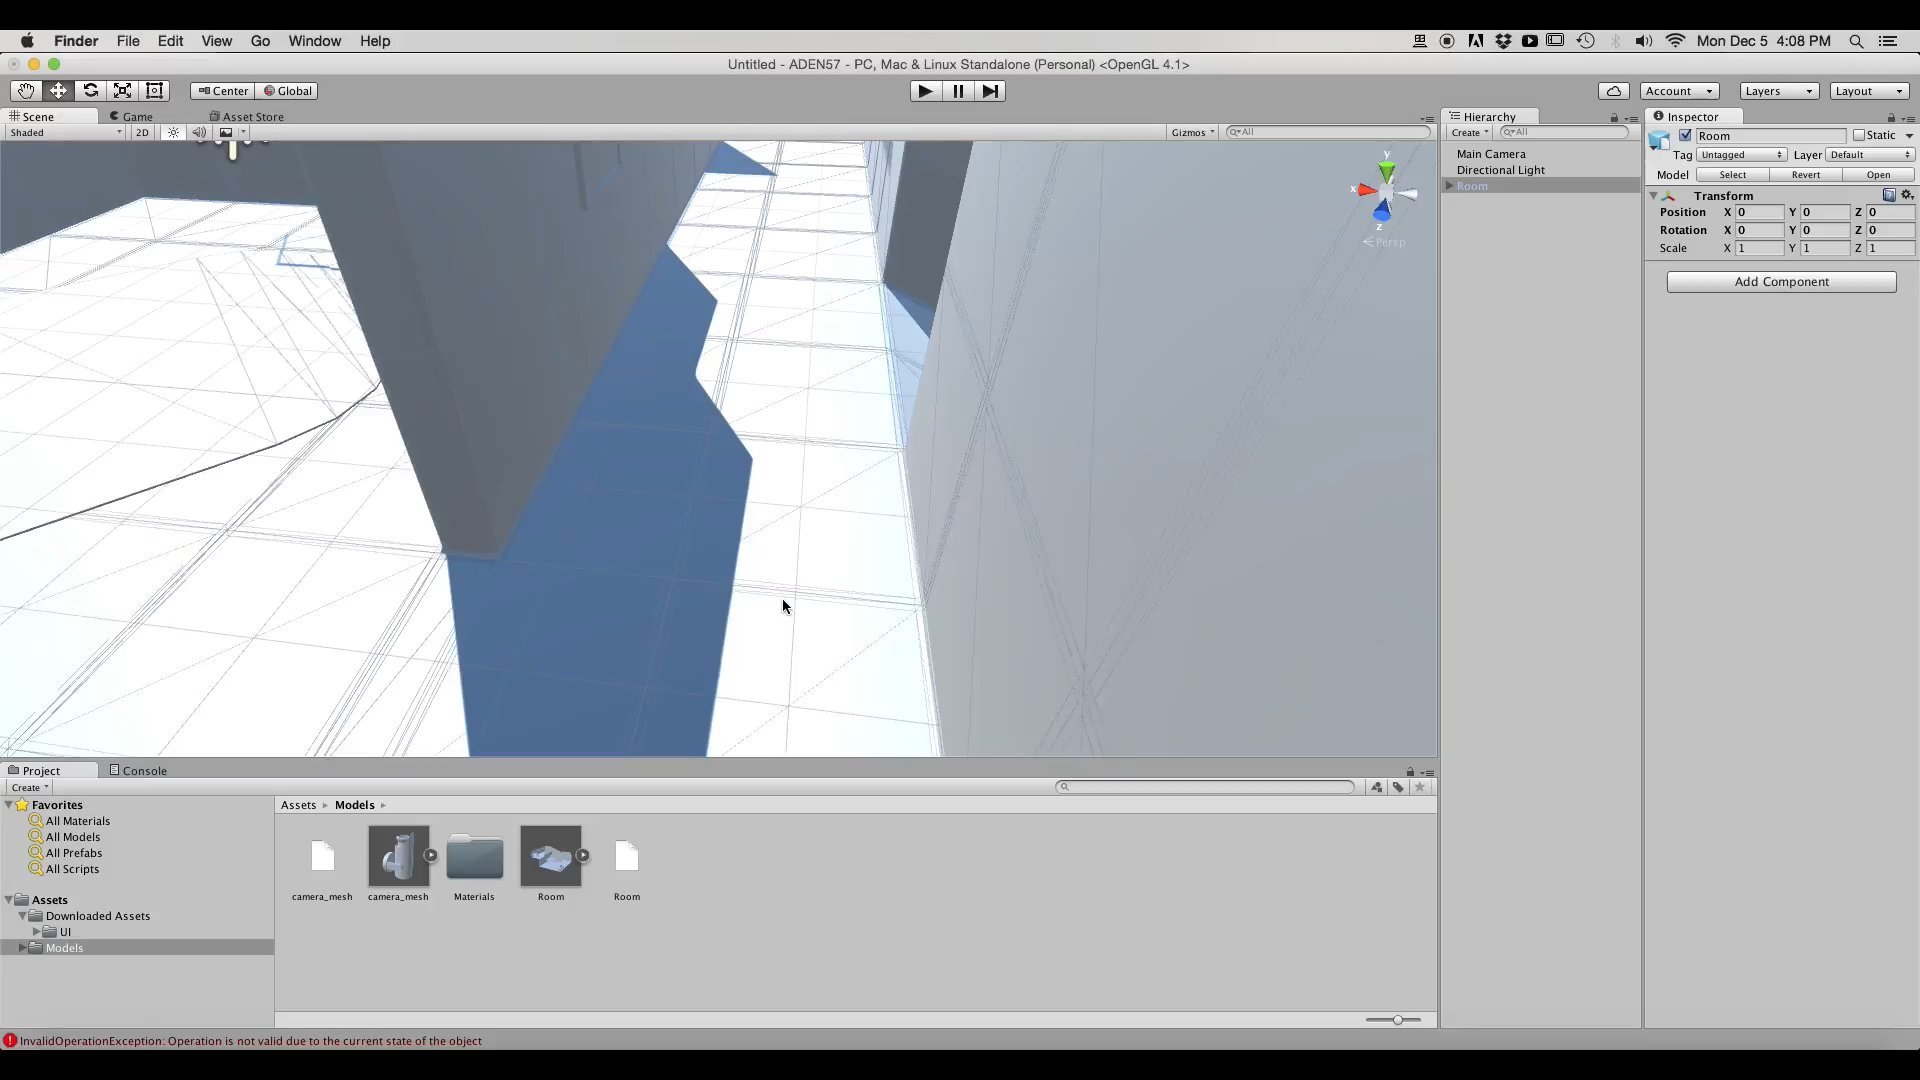 Finder File Edit View Go Window Help Mon Dec 5 4:08 PM
Untitled - ADEN57 - PC, Mac & Linux Standalone (Personal) <OpenGL 4.1>
Center Global Account Layers Layout
Scene Game Asset Store
Shaded 2D Gizmos All
y
x
z
Persp
Hierarchy
Create All
Main Camera
Directional Light
Room
Inspector
Room Static
Tag Untagged Layer Default
Model Select Revert Open
Transform
Position X 0 Y 0 Z 0
Rotation X 0 Y 0 Z 0
Scale X 1 Y 1 Z 1
Add Component
Project Console
Create
Favorites
All Materials
All Models
All Prefabs
All Scripts
Assets
Downloaded Assets
UI
Models
Assets Models
camera_mesh camera_mesh Materials Room Room
InvalidOperationException: Operation is not valid due to the current state of the object